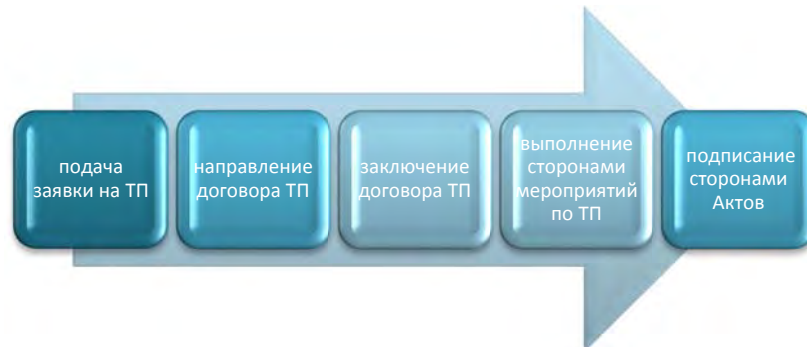 подача
заявки на ТП
направление
договора ТП
заключение
договора ТП
выполнение
сторонами
мероприятий
по ТП
подписание
сторонами
Актов